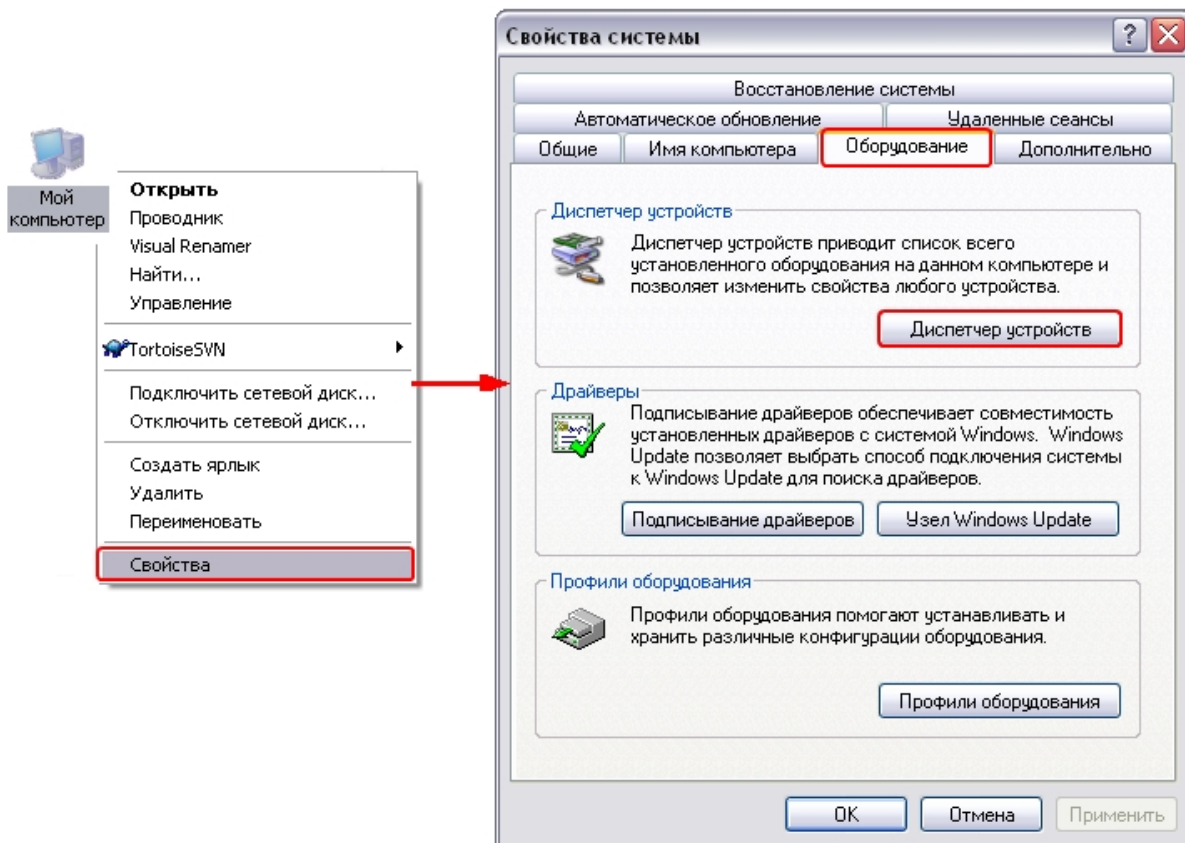 Мой
компьютер
Открыть
Проводник
Visual Renamer
Найти...
Управление
TortoiseSVN
Подключить сетевой диск...
Отключить сетевой диск...
Создать ярлык
Удалить
Переименовать
Свойства
Свойства системы
Восстановление системы
Автоматическое обновление
Удаленные сеансы
Общие
Имя компьютера
Оборудование
Дополнительно
Диспетчер устройств
Диспетчер устройств приводит список всего
установленного оборудования на данном компьютере и
позволяет изменить свойства любого устройства.
Диспетчер устройств
Драйверы
Подписывание драйверов обеспечивает совместимость
установленных драйверов с системой Windows. Windows
Update позволяет выбрать способ подключения системы
к Windows Update для поиска драйверов.
Подписывание драйверов
Узел Windows Update
Профили оборудования
Профили оборудования помогают устанавливать и
хранить различные конфигурации оборудования.
Профили оборудования
OK
Отмена
Применить